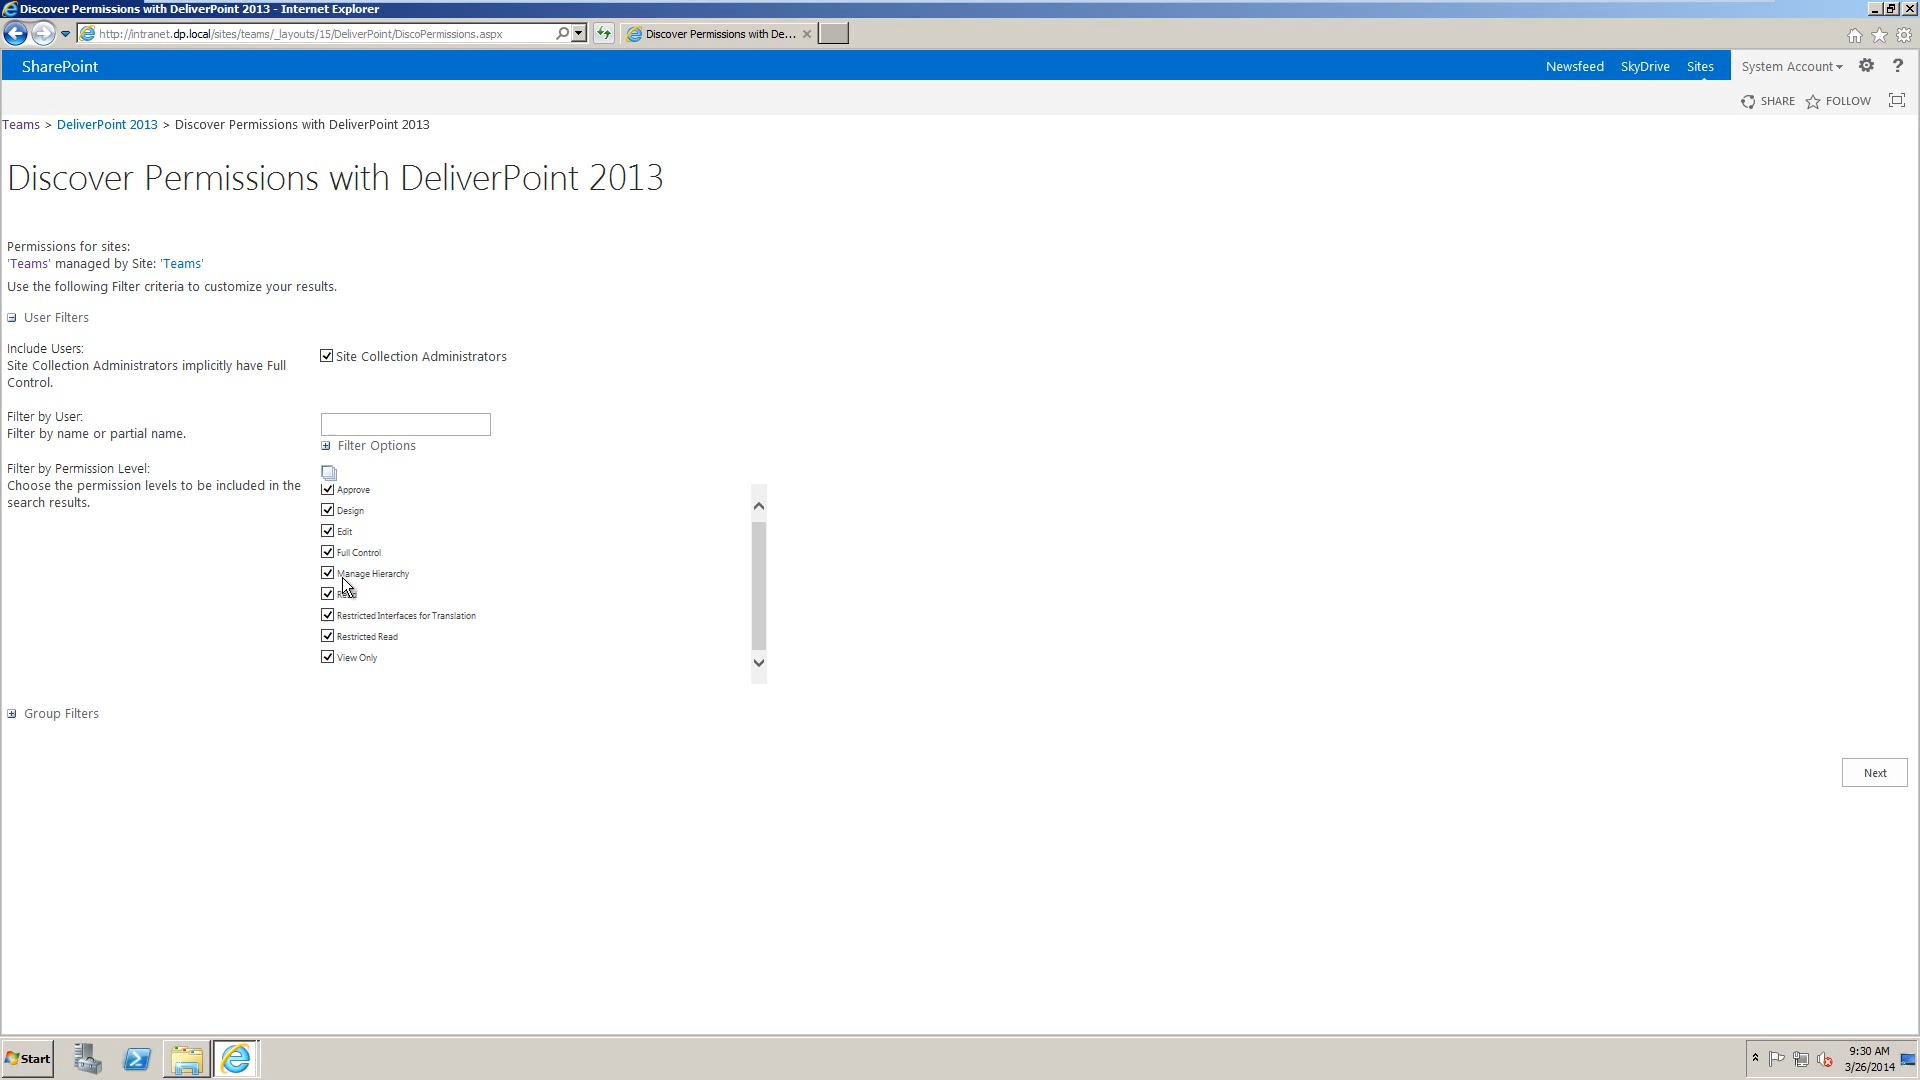 Discover Permissions with DeliverPoint 2013 - Internet Explorer
http://intranet.dp.local/sites/teams/_layouts/15/DeliverPoint/DiscoPermissions.aspx
Discover Permissions with De...
SharePoint
Newsfeed SkyDrive Sites System Account ?
SHARE FOLLOW
Teams > DeliverPoint 2013 > Discover Permissions with DeliverPoint 2013
Discover Permissions with DeliverPoint 2013
Permissions for sites:
'Teams' managed by Site: 'Teams'
Use the following Filter criteria to customize your results.
User Filters
Include Users:
Site Collection Administrators implicitly have Full
Control.
Site Collection Administrators
Filter by User:
Filter by name or partial name.
Filter Options
Filter by Permission Level:
Choose the permission levels to be included in the
search results.
Approve
Design
Edit
Full Control
Manage Hierarchy
Restricted Interfaces for Translation
Restricted Read
View Only
Group Filters
Next
Start
9:30 AM
3/26/2014